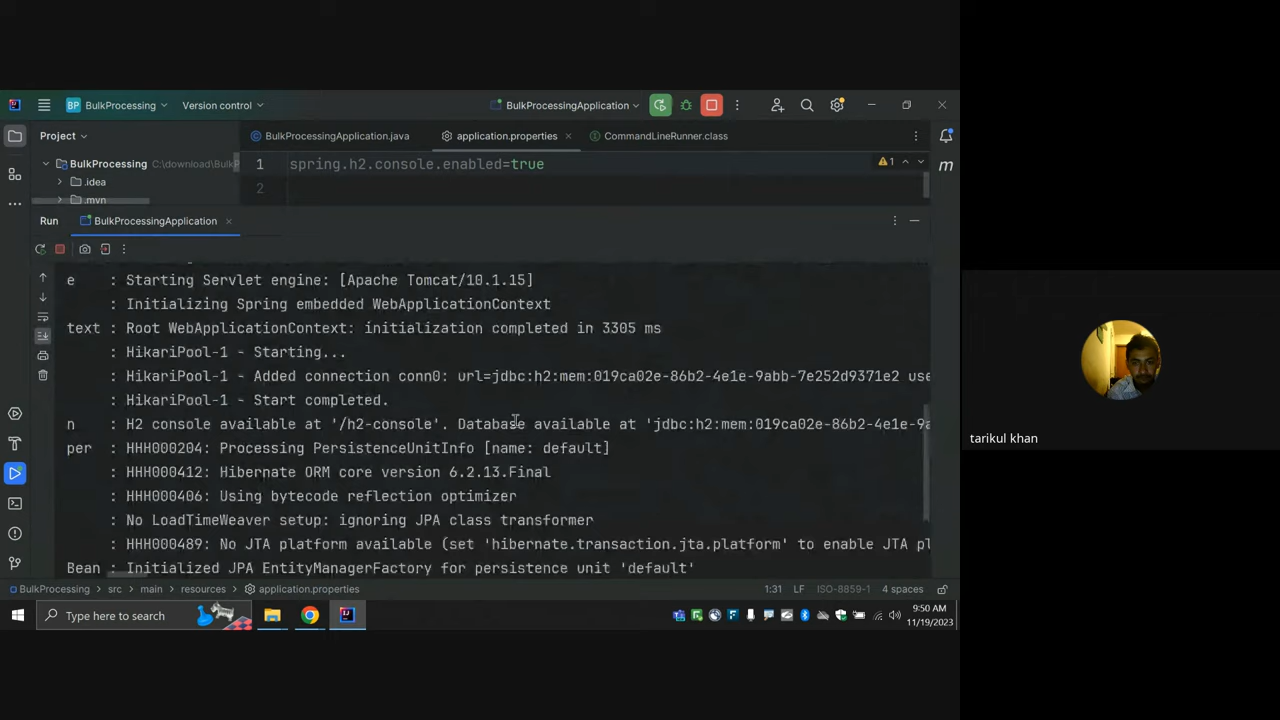 BP BulkProcessing Version control BulkProcessingApplication
Project BulkProcessingApplication.java application.properties CommandLineRunner.class
BulkProcessing C:\download\Bulk 1 spring.h2.console.enabled=true 1
.idea 2
.mvn
Run BulkProcessingApplication
e : Starting Servlet engine: [Apache Tomcat/10.1.15]
: Initializing Spring embedded WebApplicationContext
text : Root WebApplicationContext: initialization completed in 3305 ms
: HikariPool-1 - Starting...
: HikariPool-1 - Added connection conn0: url=jdbc:h2:mem:019ca02e-86b2-4e1e-9abb-7e252d9371e2 use
: HikariPool-1 - Start completed.
n : H2 console available at '/h2-console'. Database available at 'jdbc:h2:mem:019ca02e-86b2-4e1e-9a
per : HHH000204: Processing PersistenceUnitInfo [name: default]
: HHH000412: Hibernate ORM core version 6.2.13.Final
: HHH000406: Using bytecode reflection optimizer
: No LoadTimeWeaver setup: ignoring JPA class transformer
: HHH000489: No JTA platform available (set 'hibernate.transaction.jta.platform' to enable JTA pl
Bean : Initialized JPA EntityManagerFactory for persistence unit 'default'
BulkProcessing > src > main > resources > application.properties 1:31 LF ISO-8859-1 4 spaces
Type here to search 9:50 AM
11/19/2023
tarikul khan